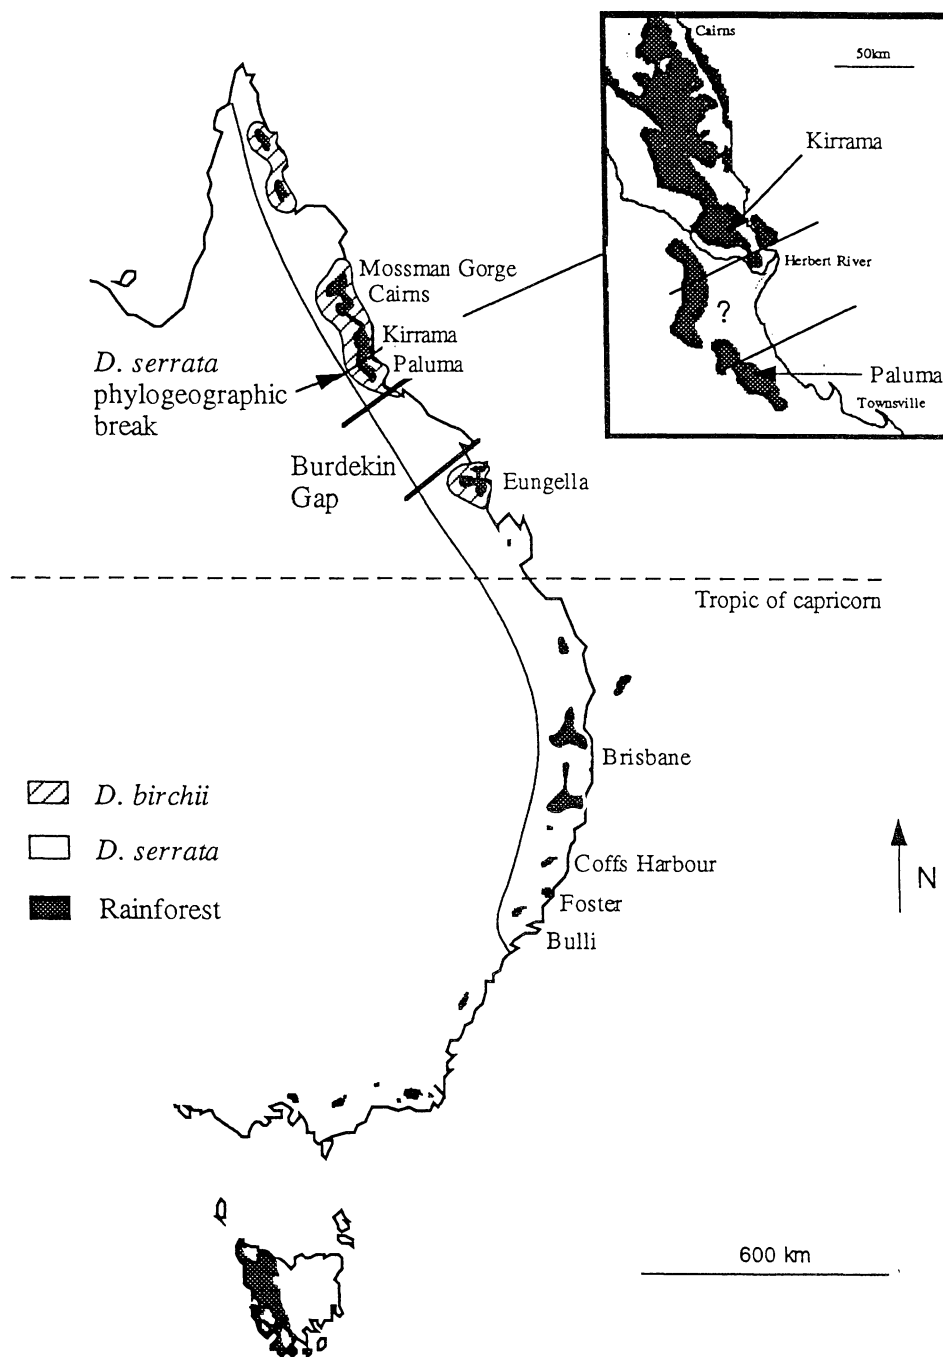 Cairns
50km
Kirrama
Herbert River
?
Paluma
Townsville
Mossman Gorge
Cairns
Kirrama
Paluma
D. serrata
phylogeographic
break
Burdekin
Gap
Eungella
Tropic of capricorn
Brisbane
D. birchii
D. serrata
Rainforest
Coffs Harbour
Foster
Bulli
N
600 km